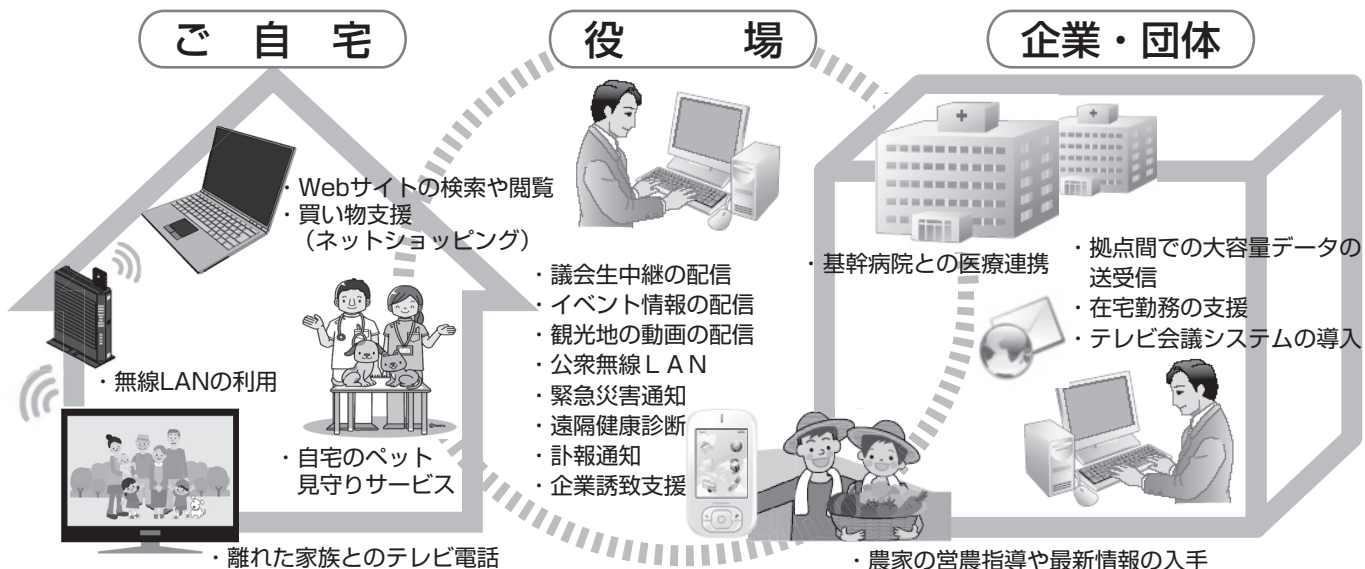 ご自宅
・Webサイトの検索や閲覧
・買い物支援
（ネットショッピング）
・無線LANの利用
・自宅のペット
見守りサービス
・離れた家族とのテレビ電話
役場
・議会生中継の配信
・イベント情報の配信
・観光地の動画の配信
・公衆無線ＬＡＮ
・緊急災害通知
・遠隔健康診断
・訃報通知
・企業誘致支援
企業・団体
・基幹病院との医療連携
・拠点間での大容量データの
送受信
・在宅勤務の支援
・テレビ会議システムの導入
・農家の営農指導や最新情報の入手